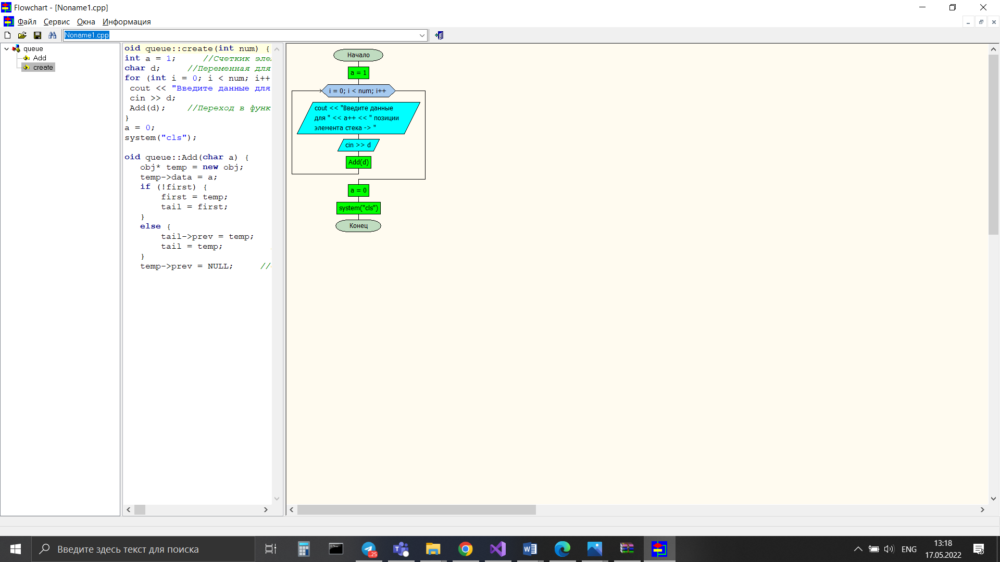 Flowchart - [Noname1.cpp]
Файл Сервис Окна Информация
Noname1.cpp
queue
Add
create
oid queue::create(int num) {
int a = 1; //Счеткик эле
char d; //Переменная для
for (int i = 0; i < num; i++
cout << "Введите данные для
cin >> d;
Add(d); //Переход в функ
}
a = 0;
system("cls");
oid queue::Add(char a) {
obj* temp = new obj;
temp->data = a;
if (!first) {
first = temp;
tail = first;
}
else {
tail->prev = temp;
tail = temp;
}
temp->prev = NULL; //
Начало
a = 1
i = 0; i < num; i++
cout << "Введите данные
для " << a++ << " позиции
элемента стека -> "
cin >> d
Add(d)
a = 0
system("cls")
Конец
Введите здесь текст для поиска
..25
ENG
13:18
17.05.2022